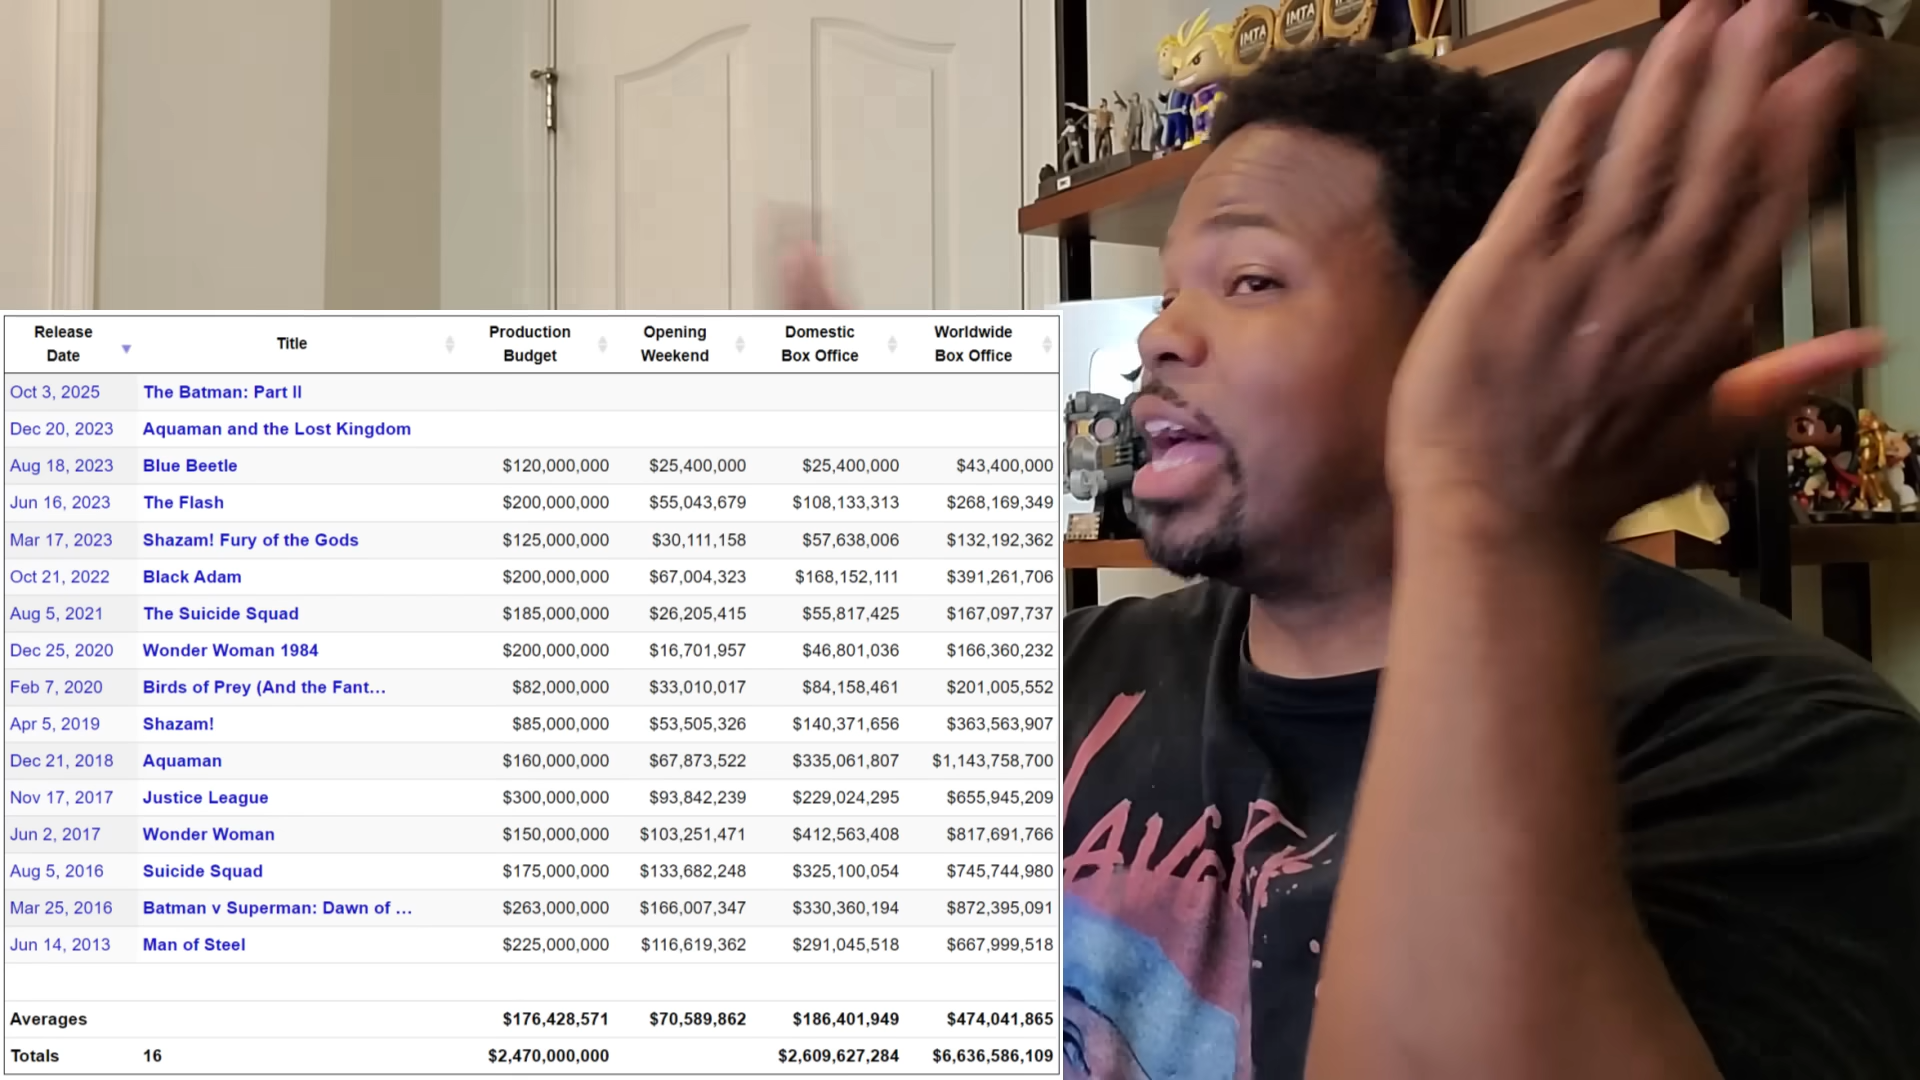 IMTA
IMTA
Release Date Title Production Budget Opening Weekend Domestic Box Office Worldwide Box Office
Oct 3, 2025 The Batman: Part II
Dec 20, 2023 Aquaman and the Lost Kingdom
Aug 18, 2023 Blue Beetle $120,000,000 $25,400,000 $25,400,000 $43,400,000
Jun 16, 2023 The Flash $200,000,000 $55,043,679 $108,133,313 $268,169,349
Mar 17, 2023 Shazam! Fury of the Gods $125,000,000 $30,111,158 $57,638,006 $132,192,362
Oct 21, 2022 Black Adam $200,000,000 $67,004,323 $168,152,111 $391,261,706
Aug 5, 2021 The Suicide Squad $185,000,000 $26,205,415 $55,817,425 $167,097,737
Dec 25, 2020 Wonder Woman 1984 $200,000,000 $16,701,957 $46,801,036 $166,360,232
Feb 7, 2020 Birds of Prey (And the Fant... $82,000,000 $33,010,017 $84,158,461 $201,005,552
Apr 5, 2019 Shazam! $85,000,000 $53,505,326 $140,371,656 $363,563,907
Dec 21, 2018 Aquaman $160,000,000 $67,873,522 $335,061,807 $1,143,758,700
Nov 17, 2017 Justice League $300,000,000 $93,842,239 $229,024,295 $655,945,209
Jun 2, 2017 Wonder Woman $150,000,000 $103,251,471 $412,563,408 $817,691,766
Aug 5, 2016 Suicide Squad $175,000,000 $133,682,248 $325,100,054 $745,744,980
Mar 25, 2016 Batman v Superman: Dawn of ... $263,000,000 $166,007,347 $330,360,194 $872,395,091
Jun 14, 2013 Man of Steel $225,000,000 $116,619,362 $291,045,518 $667,999,518
Averages $176,428,571 $70,589,862 $186,401,949 $474,041,865
Totals 16 $2,470,000,000 $2,609,627,284 $6,636,586,109